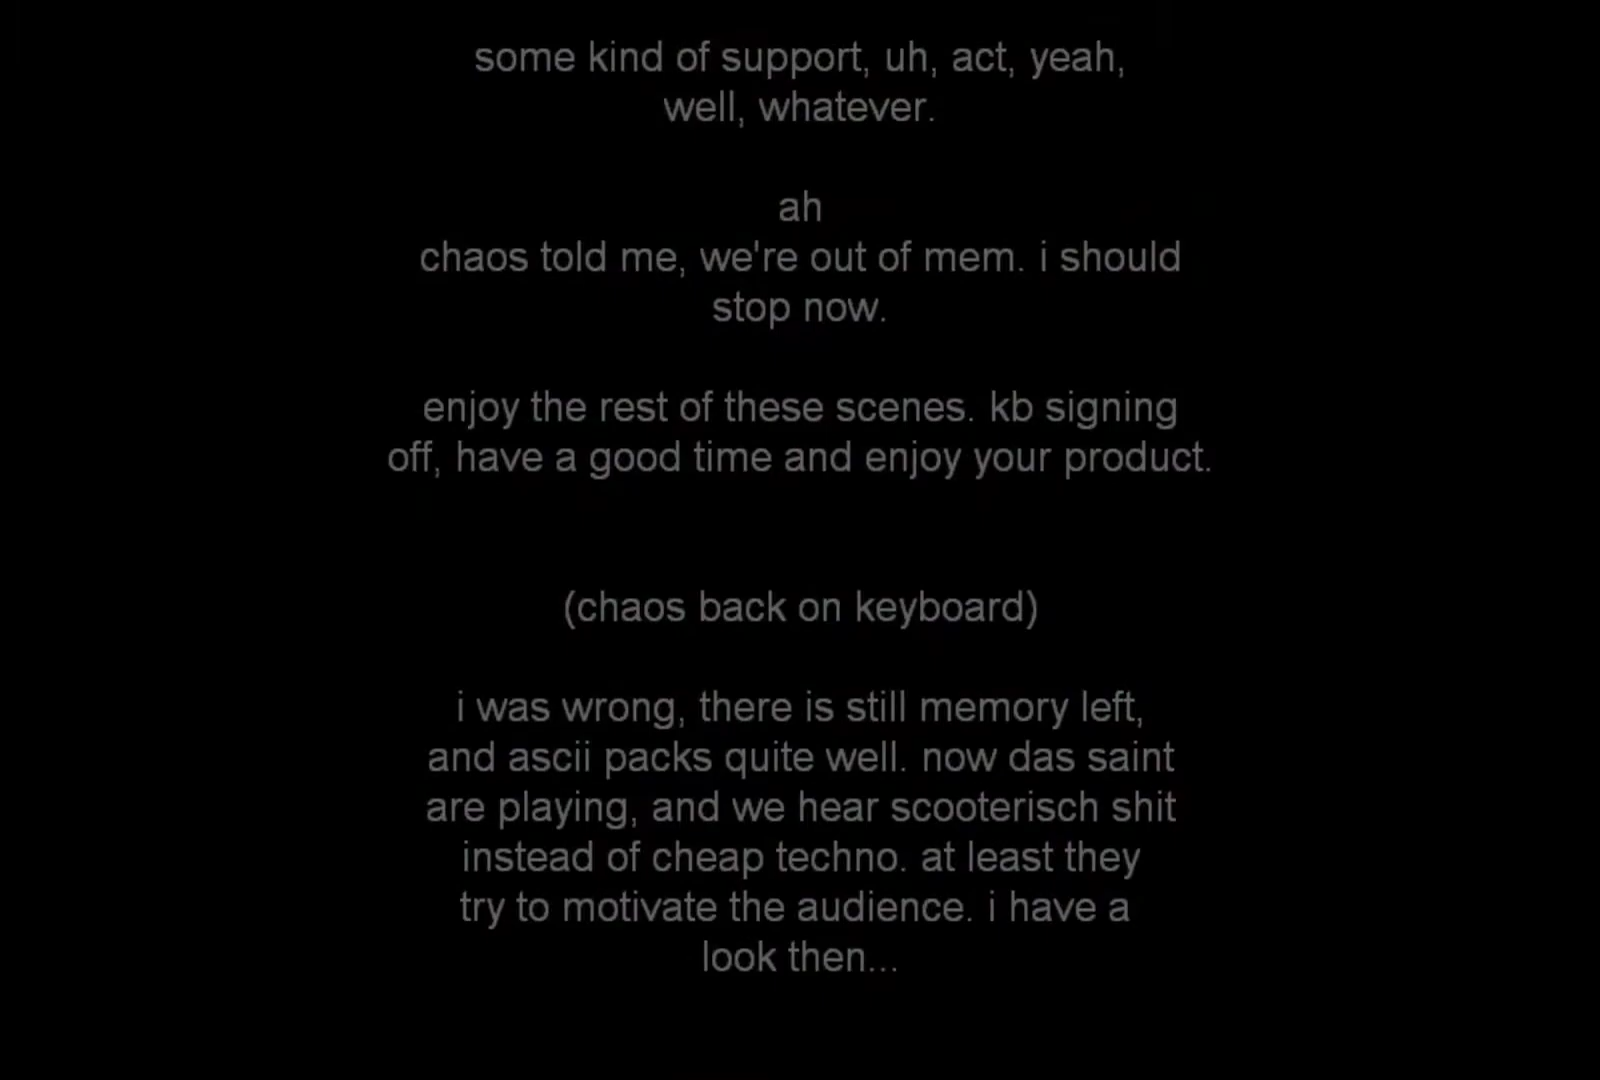 some kind of support, uh, act, yeah,
well, whatever.
ah
chaos told me, we're out of mem. i should
stop now.
enjoy the rest of these scenes. kb signing
off, have a good time and enjoy your product.
(chaos back on keyboard)
i was wrong, there is still memory left,
and ascii packs quite well. now das saint
are playing, and we hear scooterisch shit
instead of cheap techno. at least they
try to motivate the audience. i have a
look then...